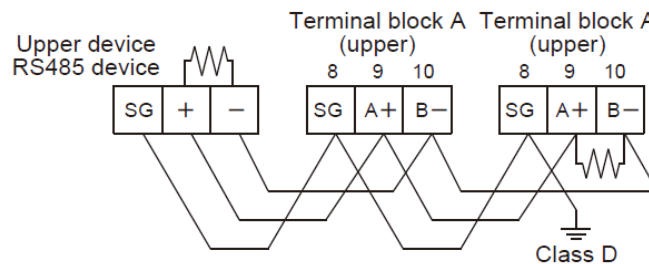 Upper device
RS485 device
Terminal block A
(upper)
Terminal block A
(upper)
8 9 10
8 9 10
SG + −
SG A+ B−
SG A+ B−
Class D